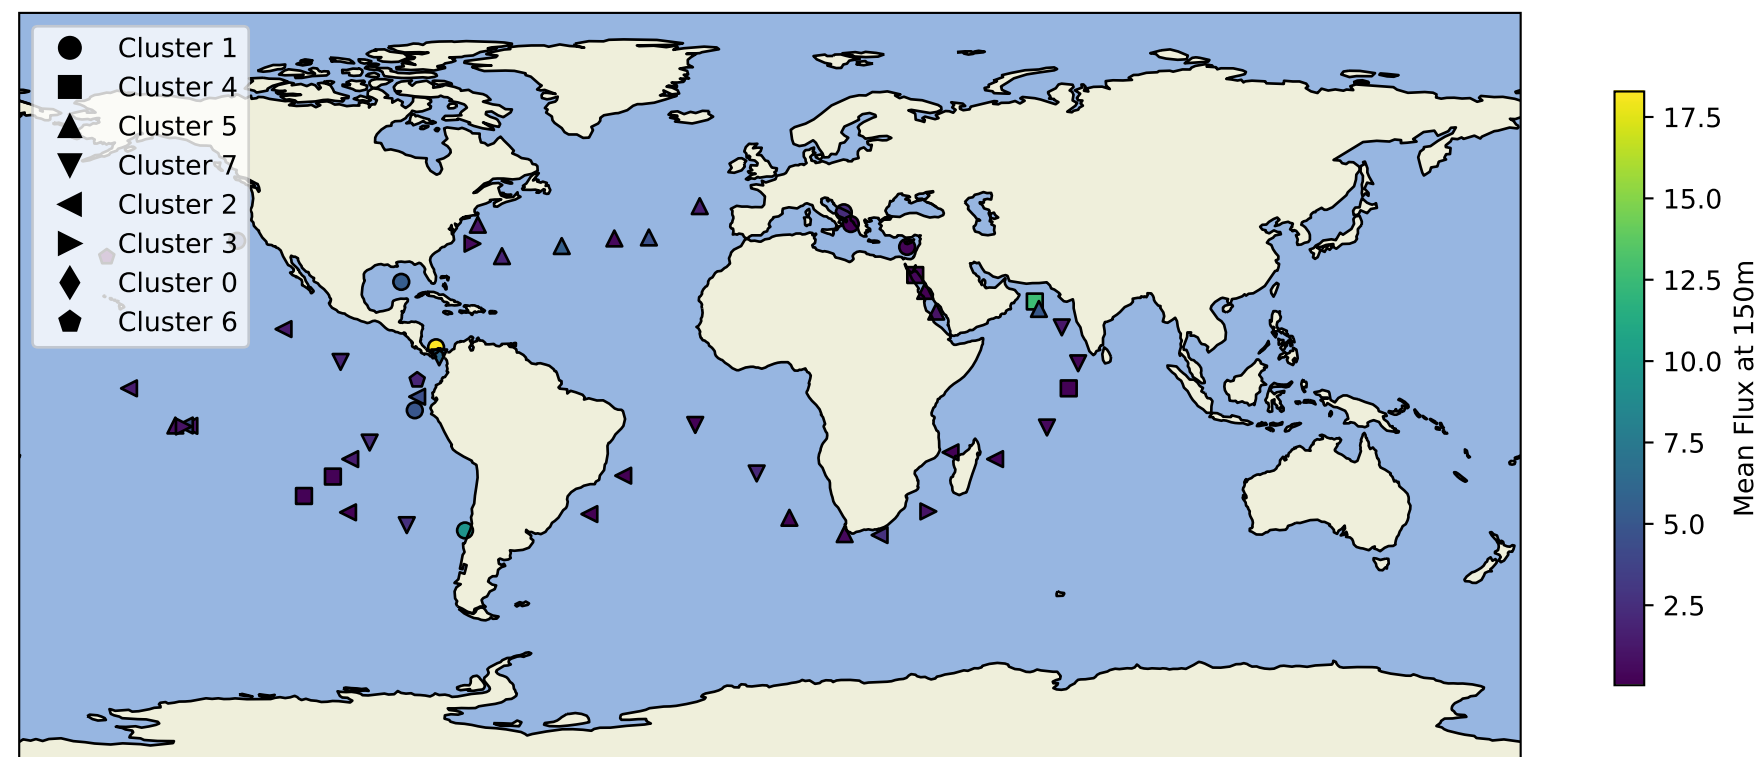 Cluster 1
Cluster 4
Cluster 5
Cluster 7
Cluster 2
Cluster 3
Cluster 0
Cluster 6
17.5
15.0
12.5
10.0
7.5
5.0
2.5
Mean Flux at 150m